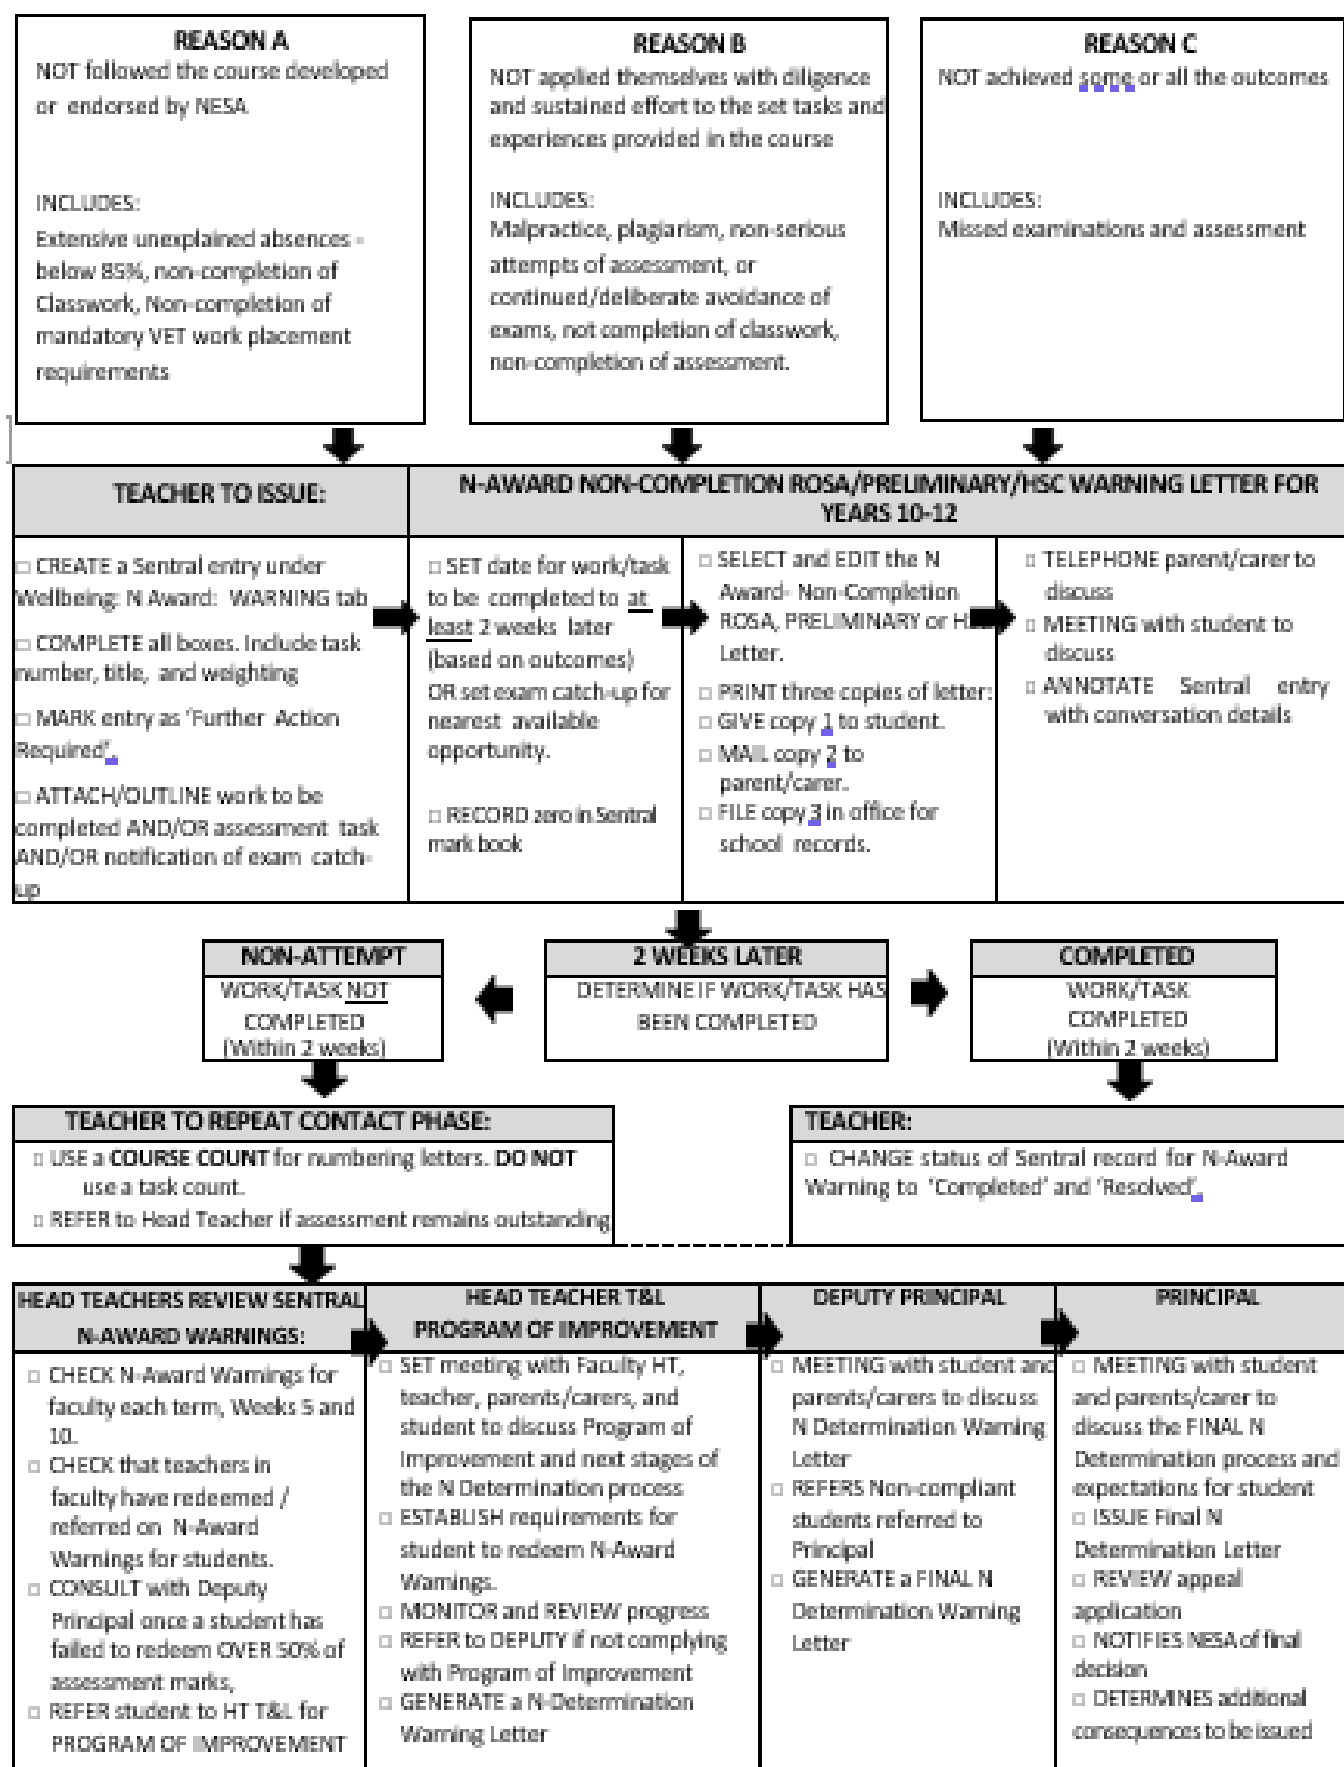 REASON A
NOT followed the course developed
or endorsed by NESA
INCLUDES:
Extensive unexplained absences -
below 85%, non-completion of
Classwork, Non-completion of
mandatory VET work placement
requirements
REASON B
NOT applied themselves with diligence
and sustained effort to the set tasks and
experiences provided in the course
INCLUDES:
Malpractice, plagiarism, non-serious
attempts of assessment, or
continued/deliberate avoidance of
exams, not completion of classwork,
non-completion of assessment.
REASON C
NOT achieved some or all the outcomes
INCLUDES:
Missed examinations and assessment
TEACHER TO ISSUE:
N-AWARD NON-COMPLETION ROSA/PRELIMINARY/HSC WARNING LETTER FOR
YEARS 10-12
□ CREATE a Sentral entry under
Wellbeing: N Award: WARNING tab
□ COMPLETE all boxes. Include task
number, title, and weighting
□ MARK entry as ‘Further Action
Required’.
□ ATTACH/OUTLINE work to be
completed AND/OR assessment task
AND/OR notification of exam catch-
up
□ SET date for work/task
to be completed to at
least 2 weeks later
(based on outcomes)
OR set exam catch-up for
nearest available
opportunity.
□ RECORD zero in Sentral
mark book
□ SELECT and EDIT the N
Award- Non-Completion
ROSA, PRELIMINARY or
Letter.
□ PRINT three copies of letter:
□ GIVE copy 1 to student.
□ MAIL copy 2 to
parent/carer.
□ FILE copy 3 in office for
school records.
□ TELEPHONE parent/carer to
discuss
□ MEETING with student to
discuss
□ ANNOTATE Sentral entry
with conversation details
NON-ATTEMPT
WORK/TASK NOT
COMPLETED
(Within 2 weeks)
2 WEEKS LATER
DETERMINE IF WORK/TASK HAS
BEEN COMPLETED
COMPLETED
WORK/TASK
COMPLETED
(Within 2 weeks)
TEACHER TO REPEAT CONTACT PHASE:
□ USE a COURSE COUNT for numbering letters. DO NOT
use a task count.
□ REFER to Head Teacher if assessment remains outstanding
TEACHER:
□ CHANGE status of Sentral record for N-Award
Warning to ‘Completed’ and ‘Resolved’.
HEAD TEACHERS REVIEW SENTRAL
N-AWARD WARNINGS:
□ CHECK N-Award Warnings for
faculty each term, Weeks 5 and
10.
□ CHECK that teachers in
faculty have redeemed /
referred on N-Award
Warnings for students.
□ CONSULT with Deputy
Principal once a student has
failed to redeem OVER 50% of
assessment marks,
□ REFER student to HT T&L for
PROGRAM OF IMPROVEMENT
HEAD TEACHER T&L
PROGRAM OF IMPROVEMENT
□ SET meeting with Faculty HT,
teacher, parents/carers, and
student to discuss Program of
Improvement and next stages of
the N Determination process
□ ESTABLISH requirements for
student to redeem N-Award
Warnings.
□ MONITOR and REVIEW progress
□ REFER to DEPUTY if not complying
with Program of Improvement
□ GENERATE a N-Determination
Warning Letter
DEPUTY PRINCIPAL
□ MEETING with student and
parents/carers to discuss
N Determination Warning
Letter
□ REFERS Non-compliant
students referred to
Principal
□ GENERATE a FINAL N
Determination Warning
Letter
PRINCIPAL
□ MEETING with student
and parents/carer to
discuss the FINAL N
Determination process and
expectations for student
□ ISSUE Final N
Determination Letter
□ REVIEW appeal
application
□ NOTIFIES NESA of final
decision
□ DETERMINES additional
consequences to be issued